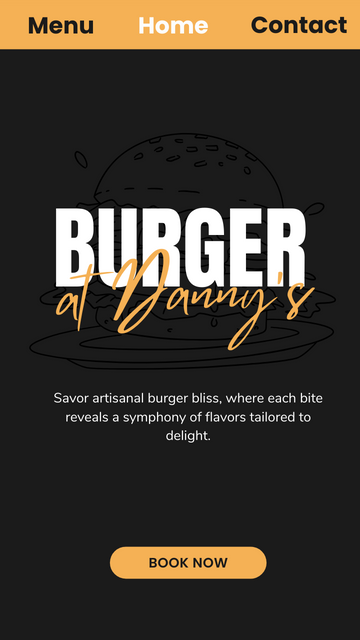 Menu Home Contact
BURGER
at Danny's
Savor artisanal burger bliss, where each bite
reveals a symphony of flavors tailored to
delight.
BOOK NOW